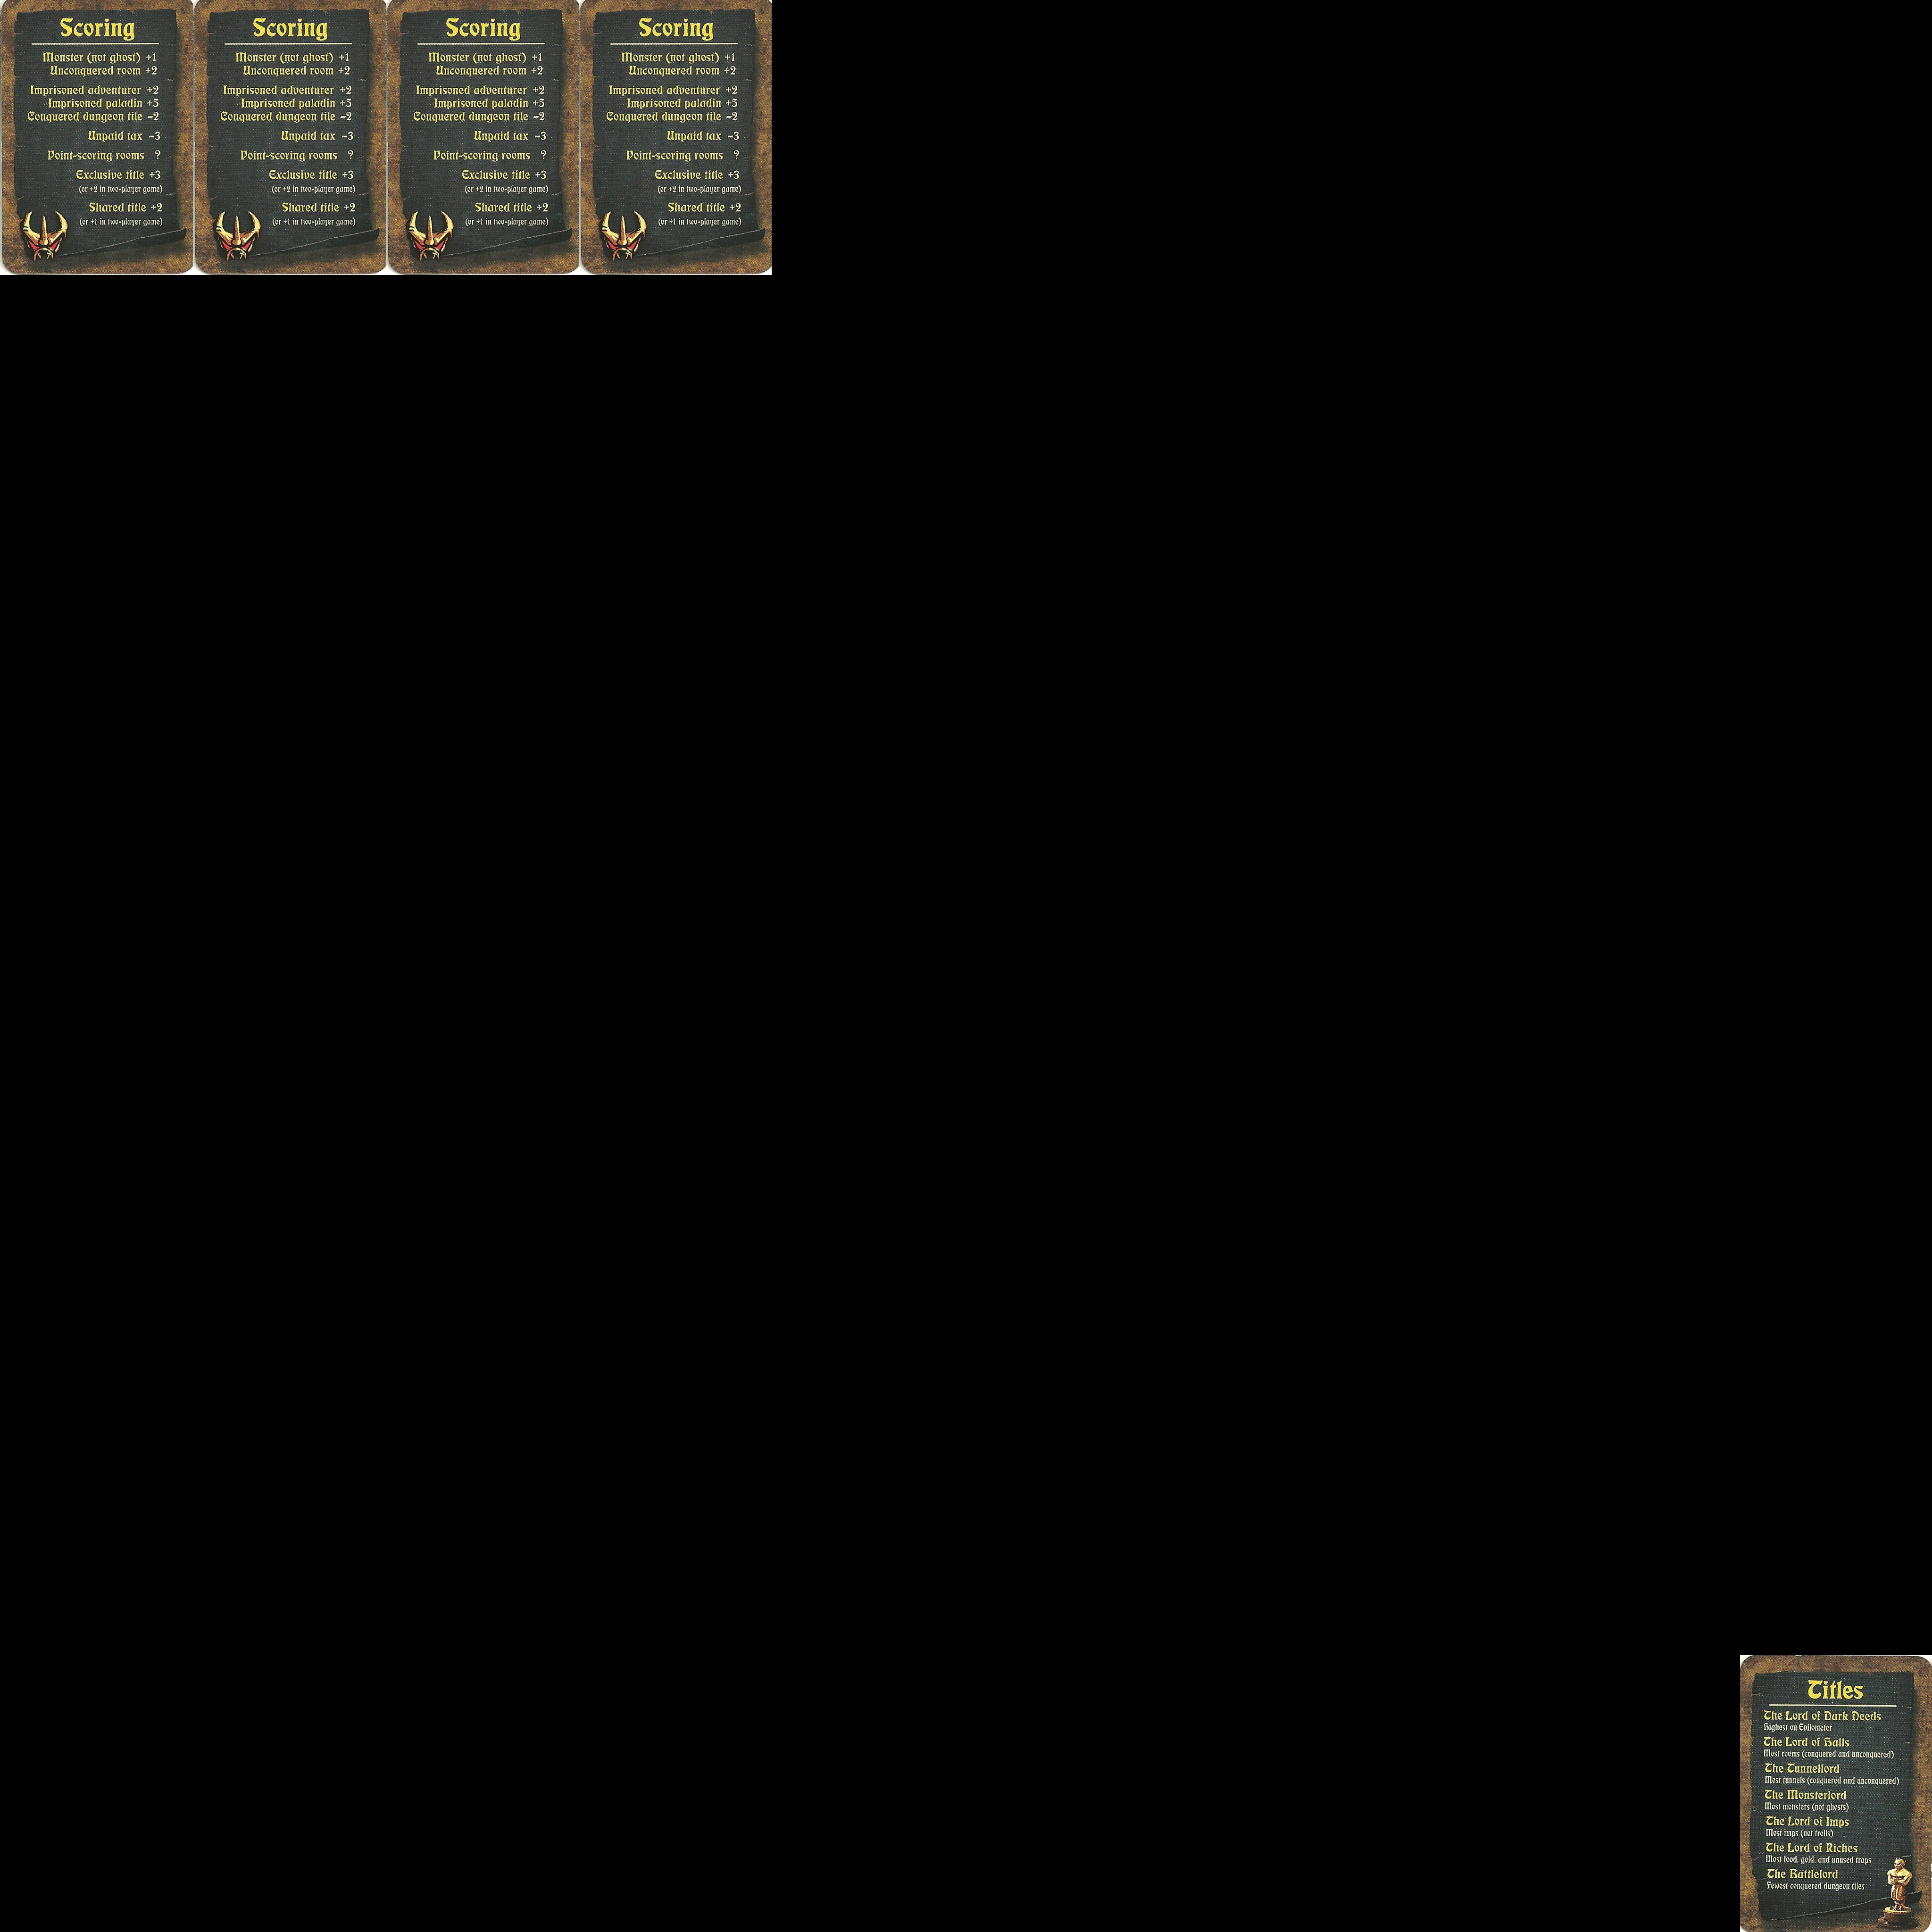 Scoring
Monster (not ghost) +1
Unconquered room +2
Imprisoned adventurer +2
Imprisoned paladin +5
Conquered dungeon tile -2
Unpaid tax -3
Point-scoring rooms ?
Exclusive title +3
(or +2 in two-player game)
Shared title +2
(or +1 in two-player game)
Scoring
Monster (not ghost) +1
Unconquered room +2
Imprisoned adventurer +2
Imprisoned paladin +5
Conquered dungeon tile -2
Unpaid tax -3
Point-scoring rooms ?
Exclusive title +3
(or +2 in two-player game)
Shared title +2
(or +1 in two-player game)
Scoring
Monster (not ghost) +1
Unconquered room +2
Imprisoned adventurer +2
Imprisoned paladin +5
Conquered dungeon tile -2
Unpaid tax -3
Point-scoring rooms ?
Exclusive title +3
(or +2 in two-player game)
Shared title +2
(or +1 in two-player game)
Scoring
Monster (not ghost) +1
Unconquered room +2
Imprisoned adventurer +2
Imprisoned paladin +5
Conquered dungeon tile -2
Unpaid tax -3
Point-scoring rooms ?
Exclusive title +3
(or +2 in two-player game)
Shared title +2
(or +1 in two-player game)
Titles
The Lord of Dark Deeds
Highest on Evilometer
The Lord of Halls
Most rooms (conquered and unconquered)
The Tunnellord
Most tunnels (conquered and unconquered)
The Monsterlord
Most monsters (not ghosts)
The Lord of Imps
Most imps (not trolls)
The Lord of Riches
Most food, gold, and unused traps
The Battlelord
Fewest conquered dungeon tiles